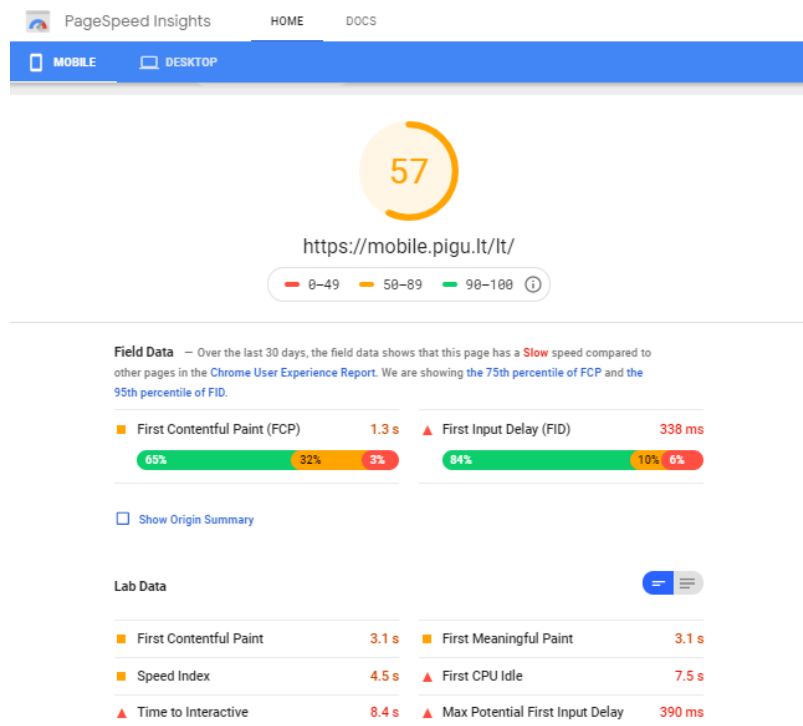 PageSpeed Insights HOME DOCS
MOBILE DESKTOP
57
https://mobile.pigu.lt/lt/
0–49 50–89 90–100
Field Data — Over the last 30 days, the field data shows that this page has a Slow speed compared to
other pages in the Chrome User Experience Report. We are showing the 75th percentile of FCP and the
95th percentile of FID.
First Contentful Paint (FCP) 1.3 s First Input Delay (FID) 338 ms
65% 32% 3% 84% 10% 6%
Show Origin Summary
Lab Data
First Contentful Paint 3.1 s First Meaningful Paint 3.1 s
Speed Index 4.5 s First CPU Idle 7.5 s
Time to Interactive 8.4 s Max Potential First Input Delay 390 ms